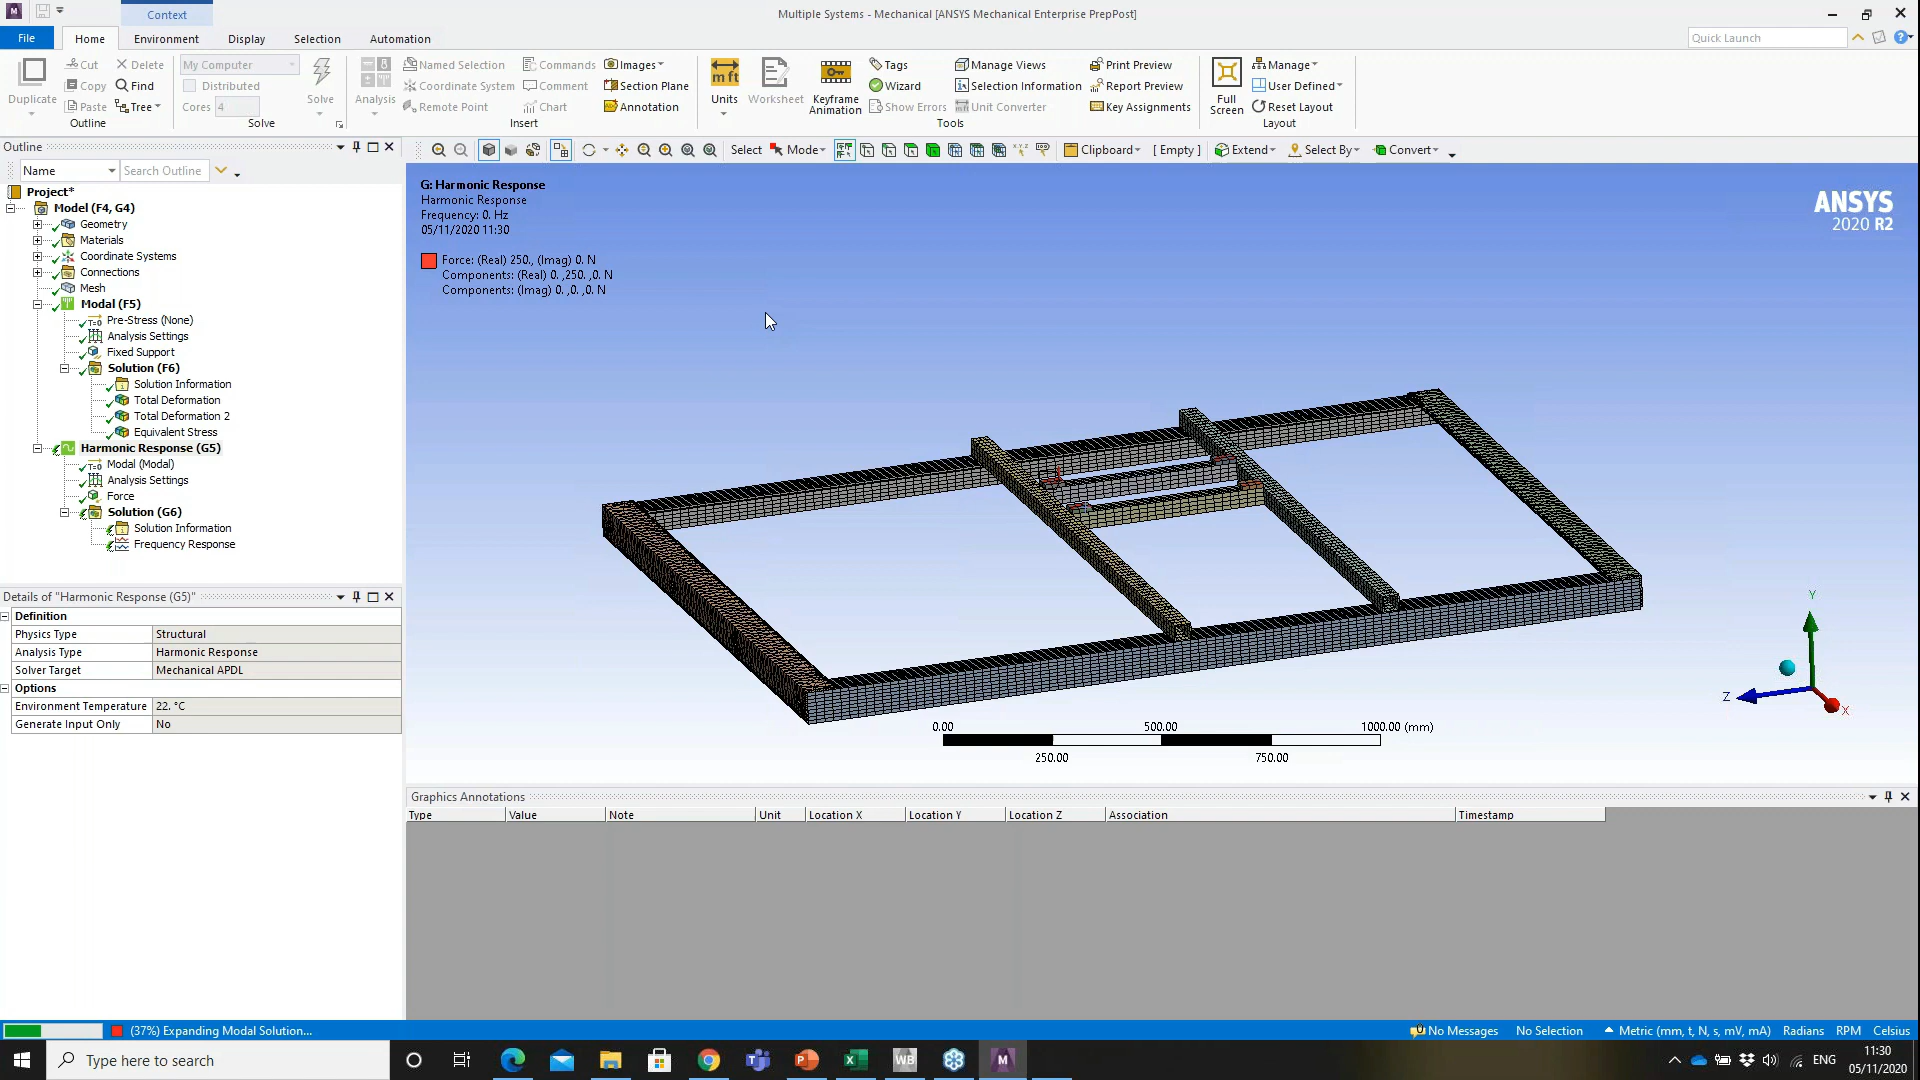 Context
Multiple Systems - Mechanical [ANSYS Mechanical Enterprise PrepPost]
File
Home
Environment
Display
Selection
Automation
Quick Launch
Duplicate
Cut
Delete
Copy
Find
Paste
Tree
Outline
My Computer
Distributed
Cores 4
Solve
Solve
Analysis
Named Selection
Coordinate System
Remote Point
Commands
Comment
Chart
Images
Section Plane
Annotation
Insert
Units
Worksheet
Keyframe
Animation
Tags
Wizard
Show Errors
Manage Views
Selection Information
Unit Converter
Print Preview
Report Preview
Key Assignments
Tools
Full
Screen
Manage
User Defined
Reset Layout
Layout
Outline
Name
Search Outline
Project*
Model (F4, G4)
Geometry
Materials
Coordinate Systems
Connections
Mesh
Modal (F5)
Pre-Stress (None)
Analysis Settings
Fixed Support
Solution (F6)
Solution Information
Total Deformation
Total Deformation 2
Equivalent Stress
Harmonic Response (G5)
Modal (Modal)
Analysis Settings
Force
Solution (G6)
Solution Information
Frequency Response
Details of "Harmonic Response (G5)"
Definition
Physics Type Structural
Analysis Type Harmonic Response
Solver Target Mechanical APDL
Options
Environment Temperature 22. °C
Generate Input Only No
Select Mode Clipboard [ Empty ] Extend Select By Convert
G: Harmonic Response
Harmonic Response
Frequency: 0. Hz
05/11/2020 11:30
Force: (Real) 250., (Imag) 0. N
Components: (Real) 0. ,250. ,0. N
Components: (Imag) 0. ,0. ,0. N
ANSYS
2020 R2
0.00 500.00 1000.00 (mm)
250.00 750.00
Y
Z
X
Graphics Annotations
Type Value Note Unit Location X Location Y Location Z Association Timestamp
(37%) Expanding Modal Solution...
No Messages No Selection Metric (mm, t, N, s, mV, mA) Radians RPM Celsius
Type here to search
WB
M
ENG
11:30
05/11/2020